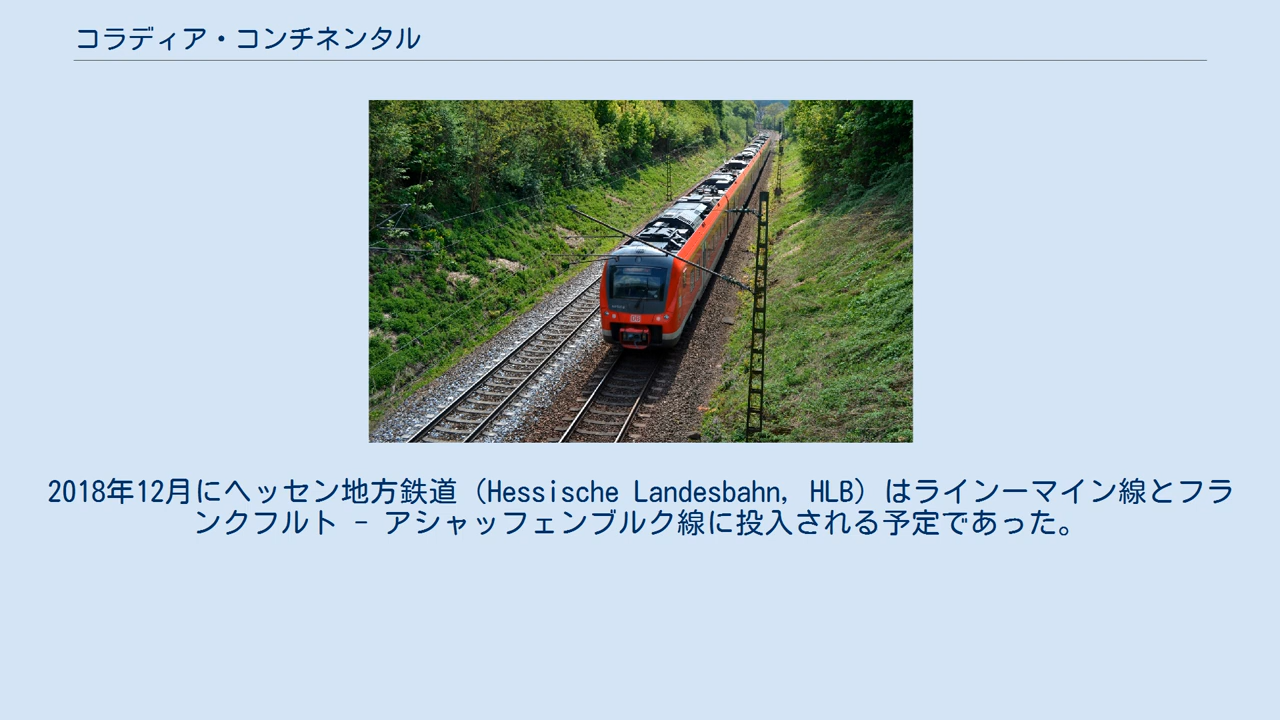 コラディア・コンチネンタル
2018年12月にヘッセン地方鉄道（Hessische Landesbahn, HLB）はラインーマイン線とフラ
ンクフルト - アシャッフェンブルク線に投入される予定であった。